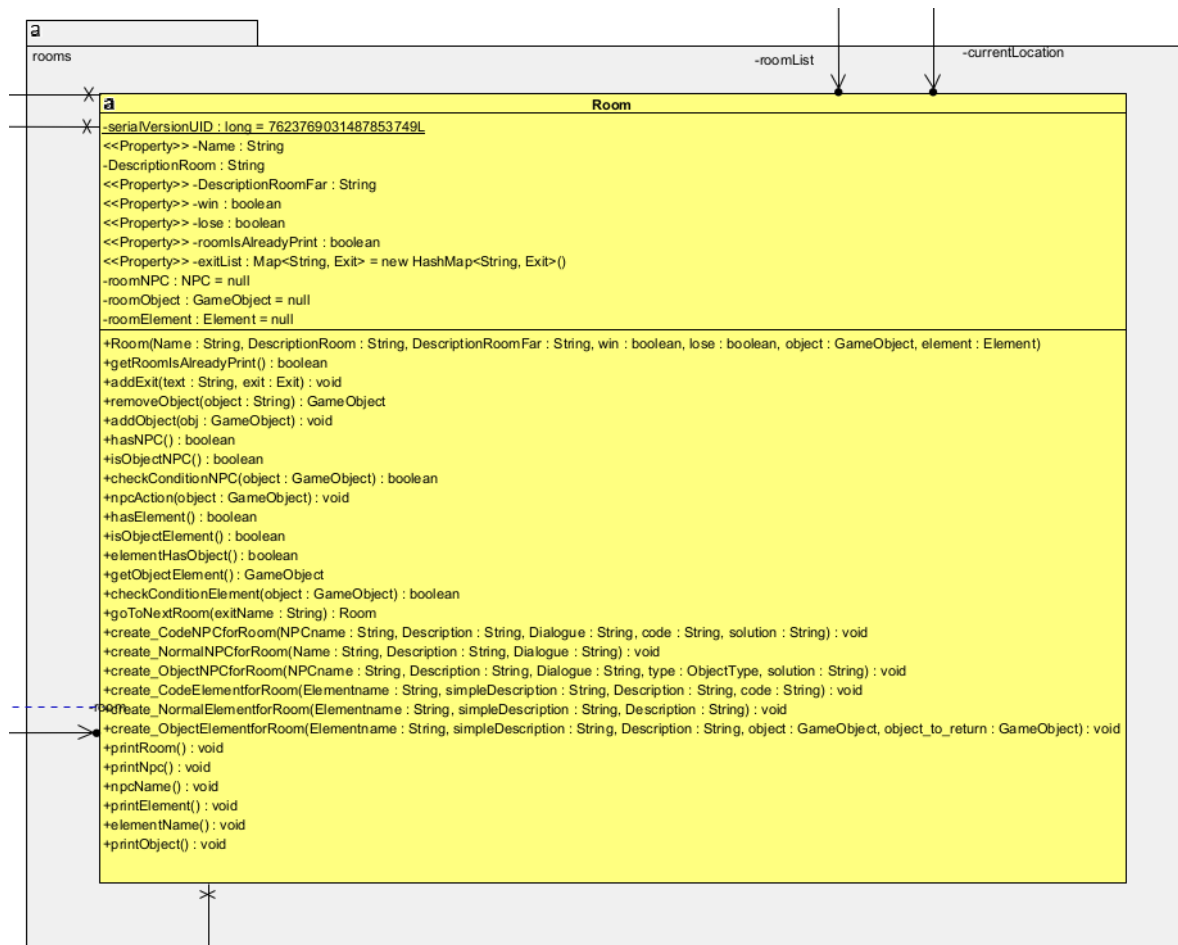 a
rooms
-roomList
-currentLocation
a
Room
-serialVersionUID : long = 7623769031487853749L
<<Property>> -Name : String
-DescriptionRoom : String
<<Property>> -DescriptionRoomFar : String
<<Property>> -win : boolean
<<Property>> -lose : boolean
<<Property>> -roomIsAlreadyPrint : boolean
<<Property>> -exitList : Map<String, Exit> = new HashMap<String, Exit>()
-roomNPC : NPC = null
-roomObject : GameObject = null
-roomElement : Element = null
+Room(Name : String, DescriptionRoom : String, DescriptionRoomFar : String, win : boolean, lose : boolean, object : GameObject, element : Element)
+getRoomIsAlreadyPrint() : boolean
+addExit(text : String, exit : Exit) : void
+removeObject(object : String) : GameObject
+addObject(obj : GameObject) : void
+hasNPC() : boolean
+isObjectNPC() : boolean
+checkConditionNPC(object : GameObject) : boolean
+npcAction(object : GameObject) : void
+hasElement() : boolean
+isObjectElement() : boolean
+elementHasObject() : boolean
+getObjectElement() : GameObject
+checkConditionElement(object : GameObject) : boolean
+goToNextRoom(exitName : String) : Room
+create_CodeNPCforRoom(NPCname : String, Description : String, Dialogue : String, code : String, solution : String) : void
+create_NormalNPCforRoom(Name : String, Description : String, Dialogue : String) : void
+create_ObjectNPCforRoom(NPCname : String, Description : String, Dialogue : String, type : ObjectType, solution : String) : void
+create_CodeElementforRoom(Elementname : String, simpleDescription : String, Description : String, code : String) : void
-room
+create_NormalElementforRoom(Elementname : String, simpleDescription : String, Description : String) : void
+create_ObjectElementforRoom(Elementname : String, simpleDescription : String, Description : String, object : GameObject, object_to_return : GameObject) : void
+printRoom() : void
+printNpc() : void
+npcName() : void
+printElement() : void
+elementName() : void
+printObject() : void